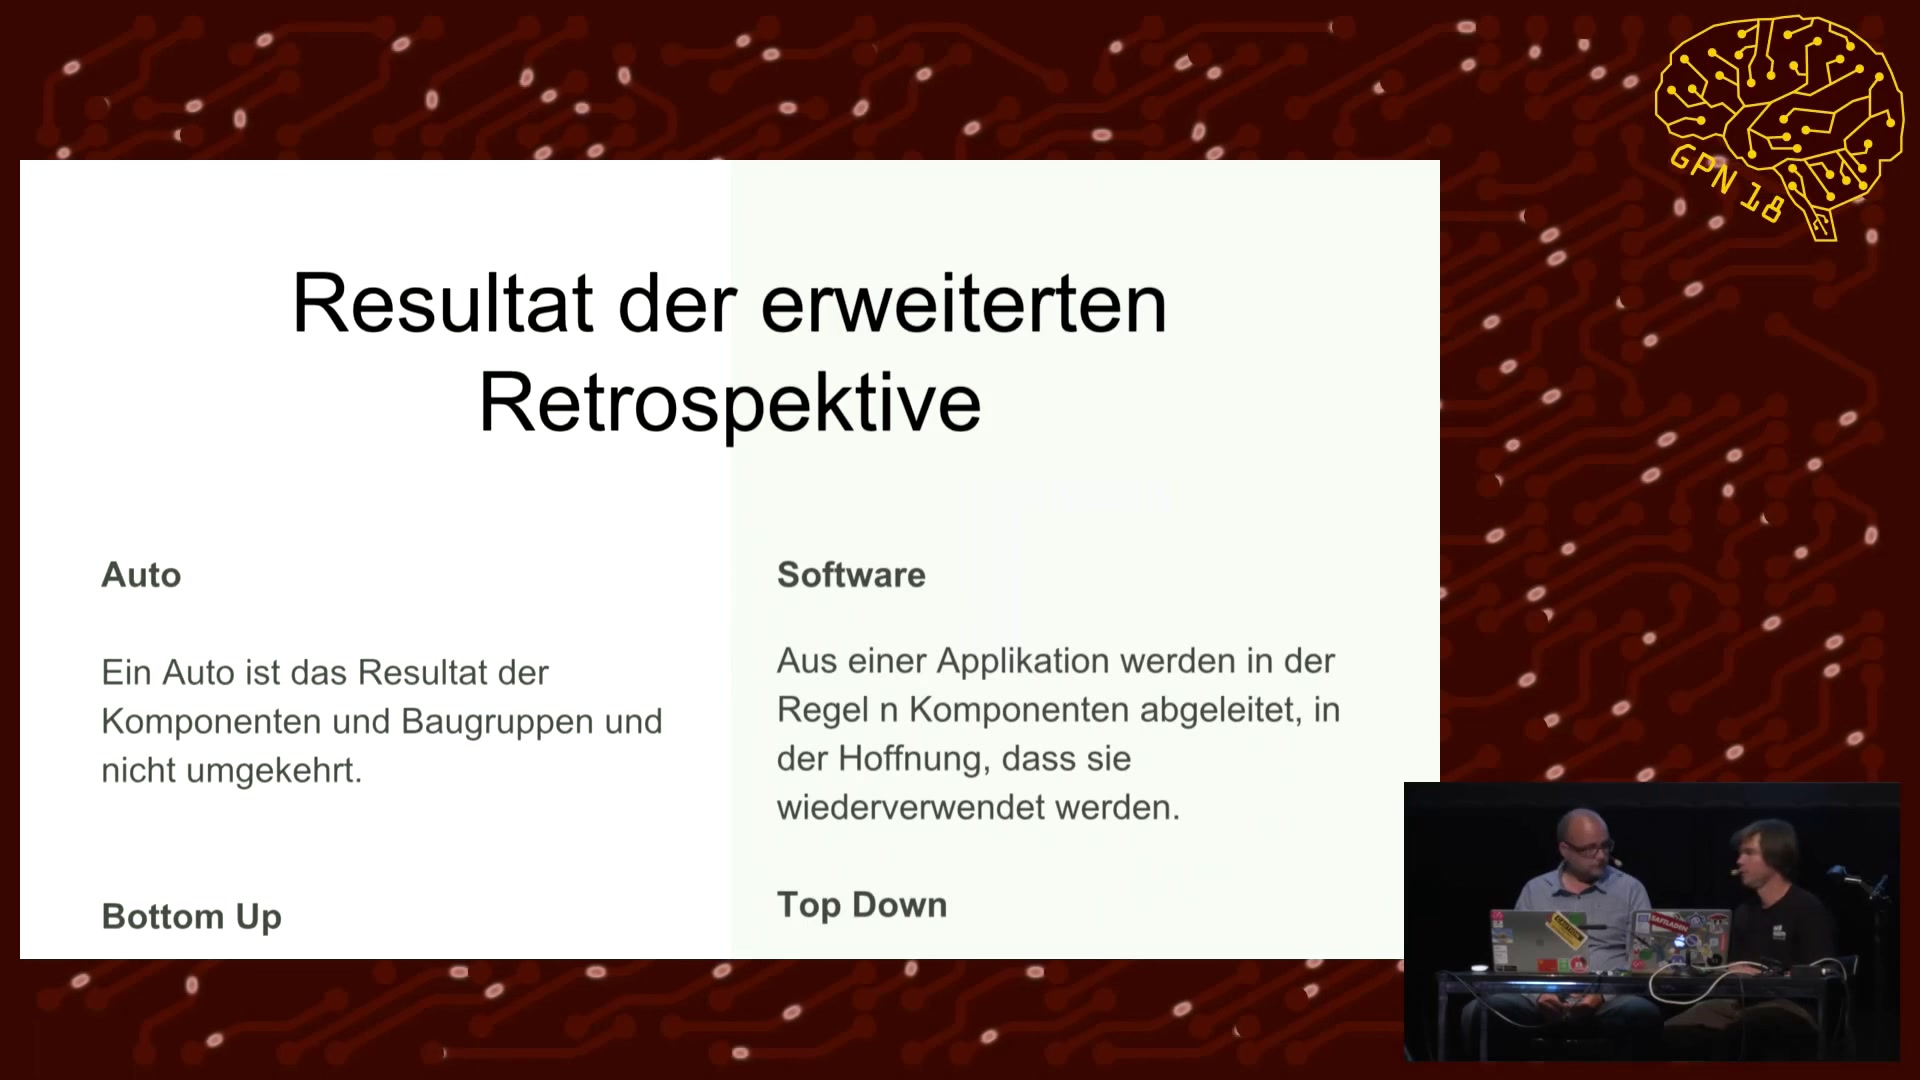 GPN 18
Resultat der erweiterten
Retrospektive
Auto
Ein Auto ist das Resultat der
Komponenten und Baugruppen und
nicht umgekehrt.
Bottom Up
Software
Aus einer Applikation werden in der
Regel n Komponenten abgeleitet, in
der Hoffnung, dass sie
wiederverwendet werden.
Top Down
SAFTLADEN